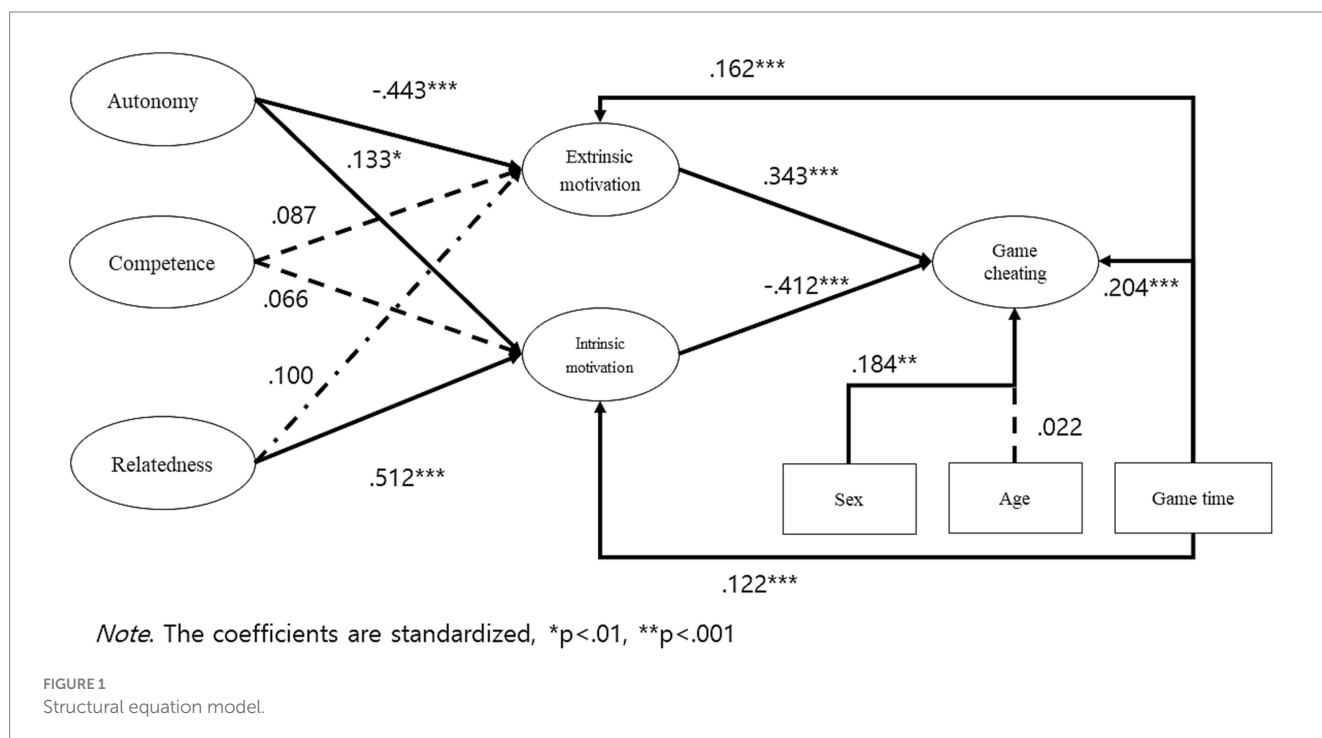 .162***
Autonomy
-.443***
.133*
Extrinsic
motivation
.343***
.087
Competence
Game
cheating
.066
-.412***
.204***
Intrinsic
motivation
.100
.184**
.022
Relatedness
.512***
Sex
Age
Game time
.122***
Note. The coefficients are standardized, *p<.01, **p<.001
FIGURE 1
Structural equation model.